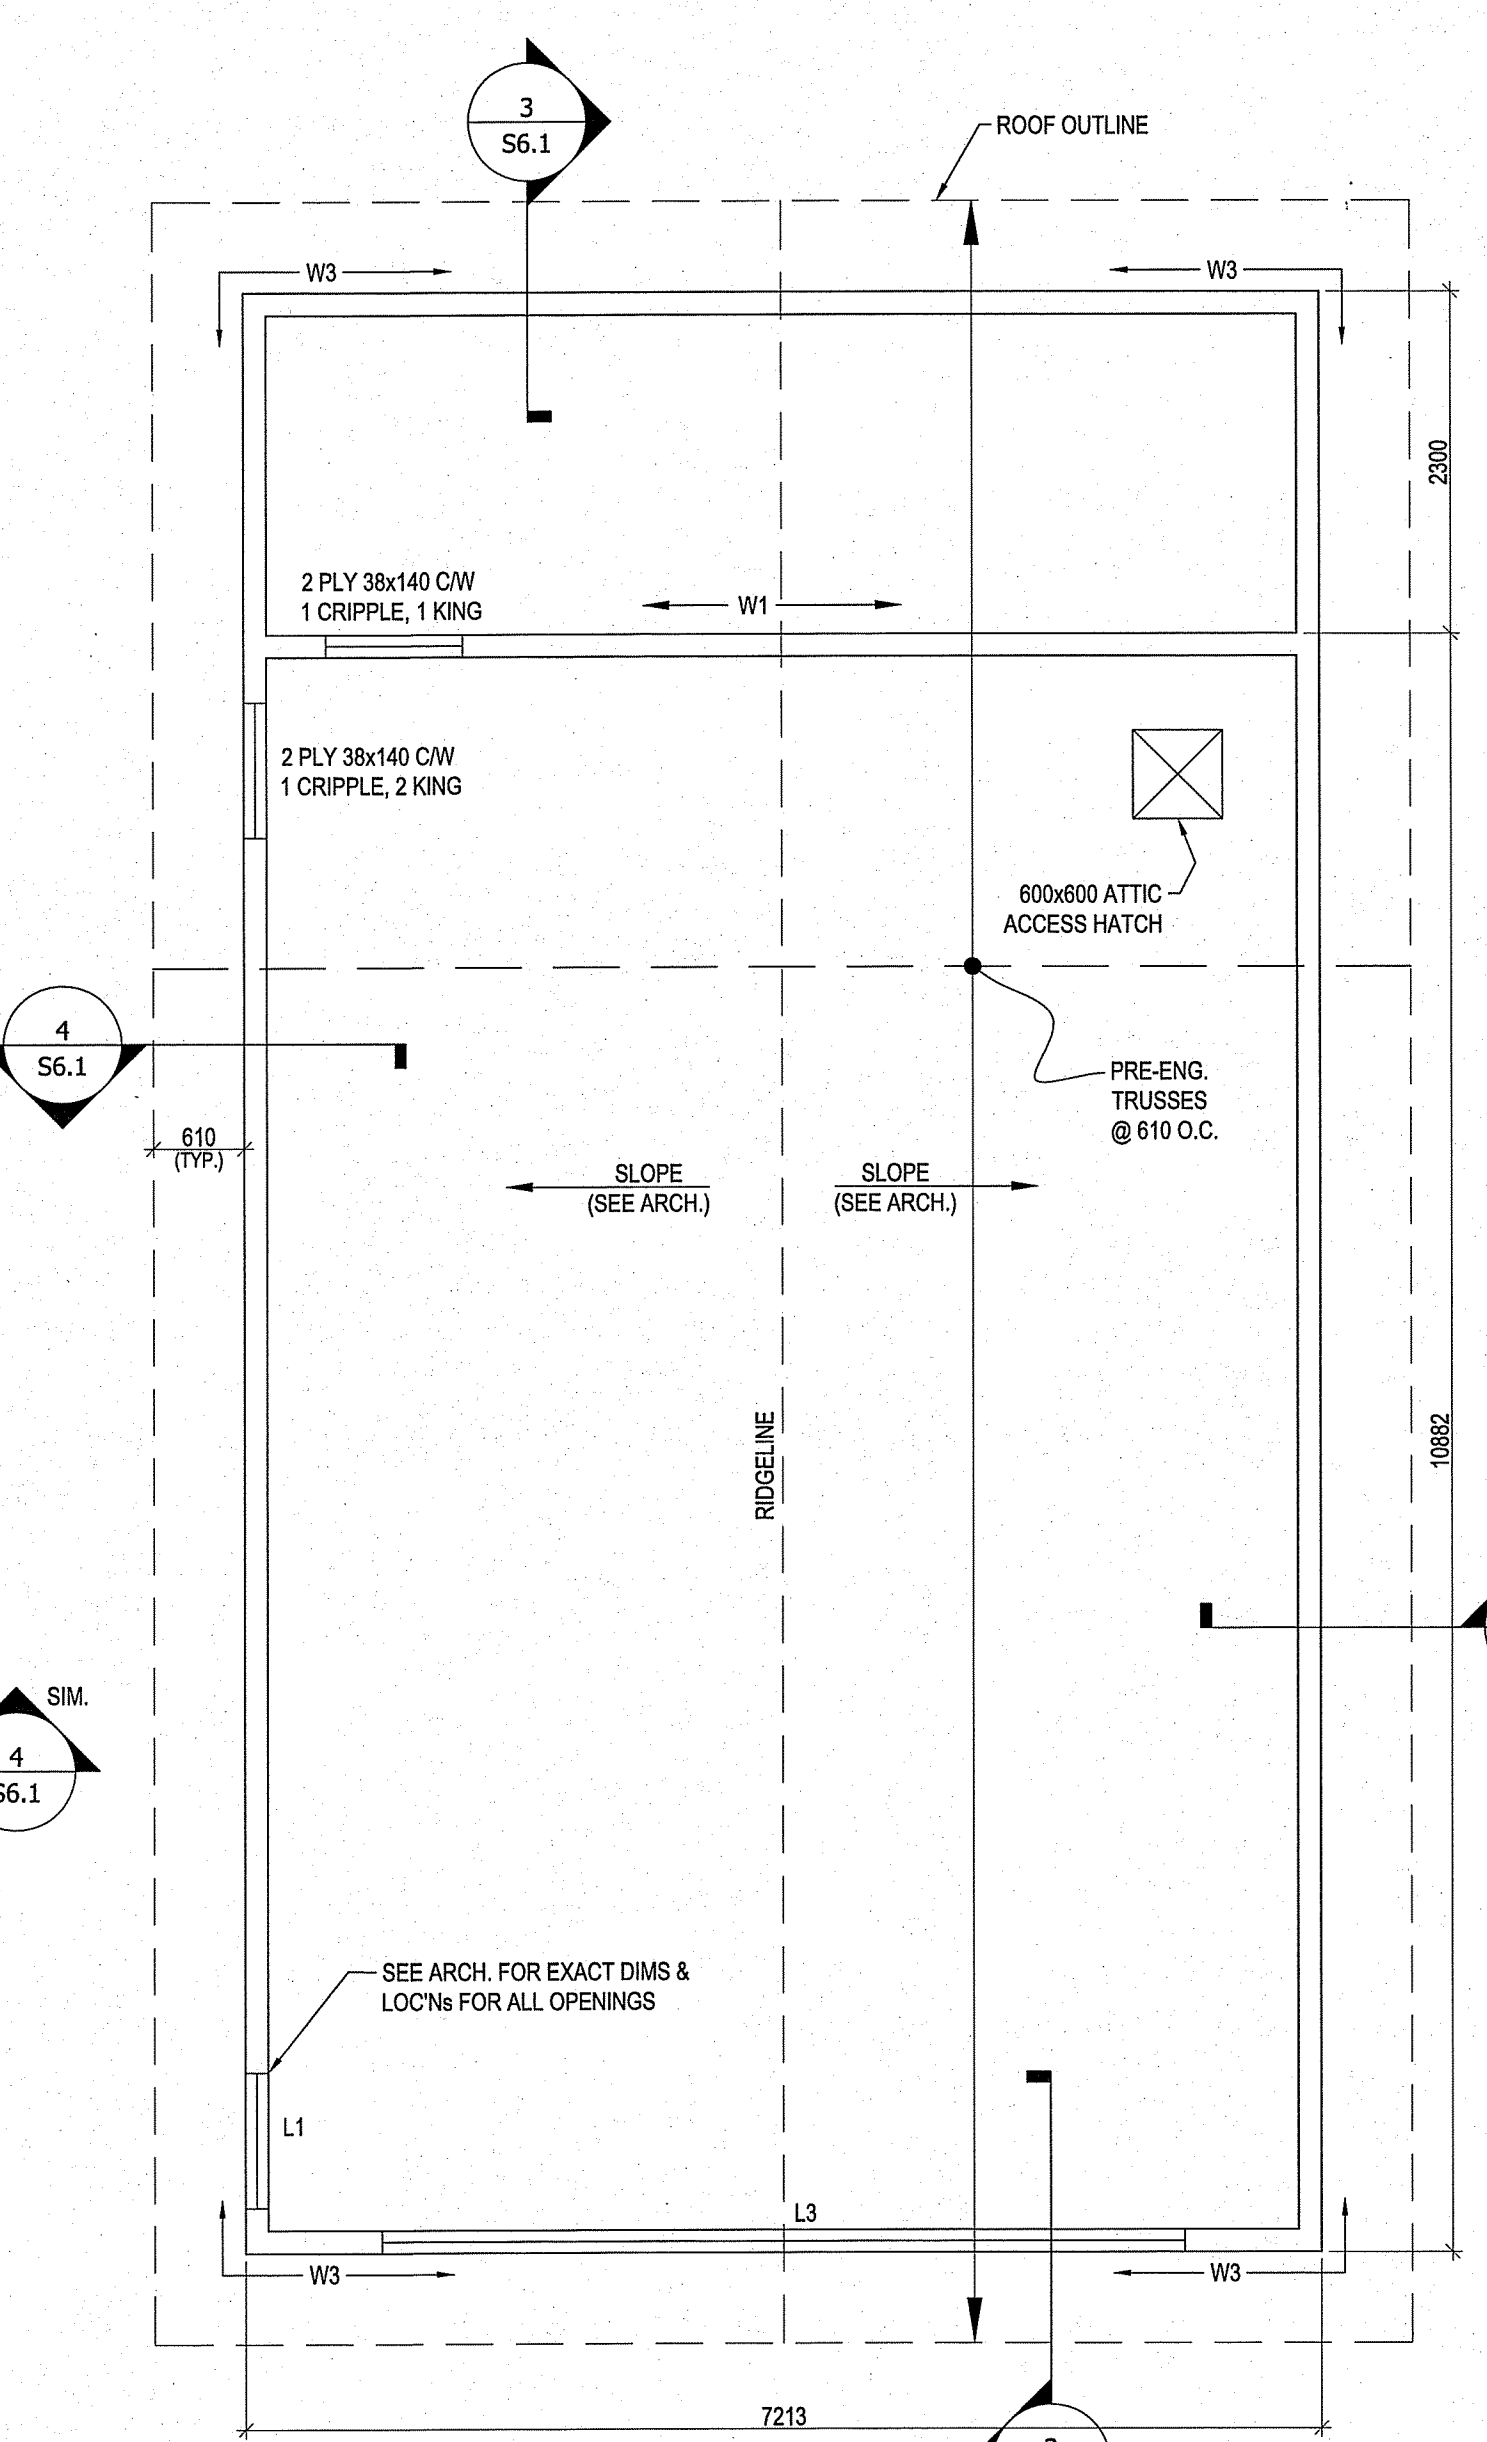 3
S6.1
ROOF OUTLINE
W3
W3
2300
2 PLY 38x140 C/W
1 CRIPPLE, 1 KING
W1
2 PLY 38x140 C/W
1 CRIPPLE, 2 KING
600x600 ATTIC
ACCESS HATCH
4
S6.1
PRE-ENG.
TRUSSES
@ 610 O.C.
610
(TYP.)
SLOPE
(SEE ARCH.)
SLOPE
(SEE ARCH.)
RIDGELINE
10882
SIM.
4
S6.1
SEE ARCH. FOR EXACT DIMS &
LOC'Ns FOR ALL OPENINGS
L1
L3
W3
W3
7213